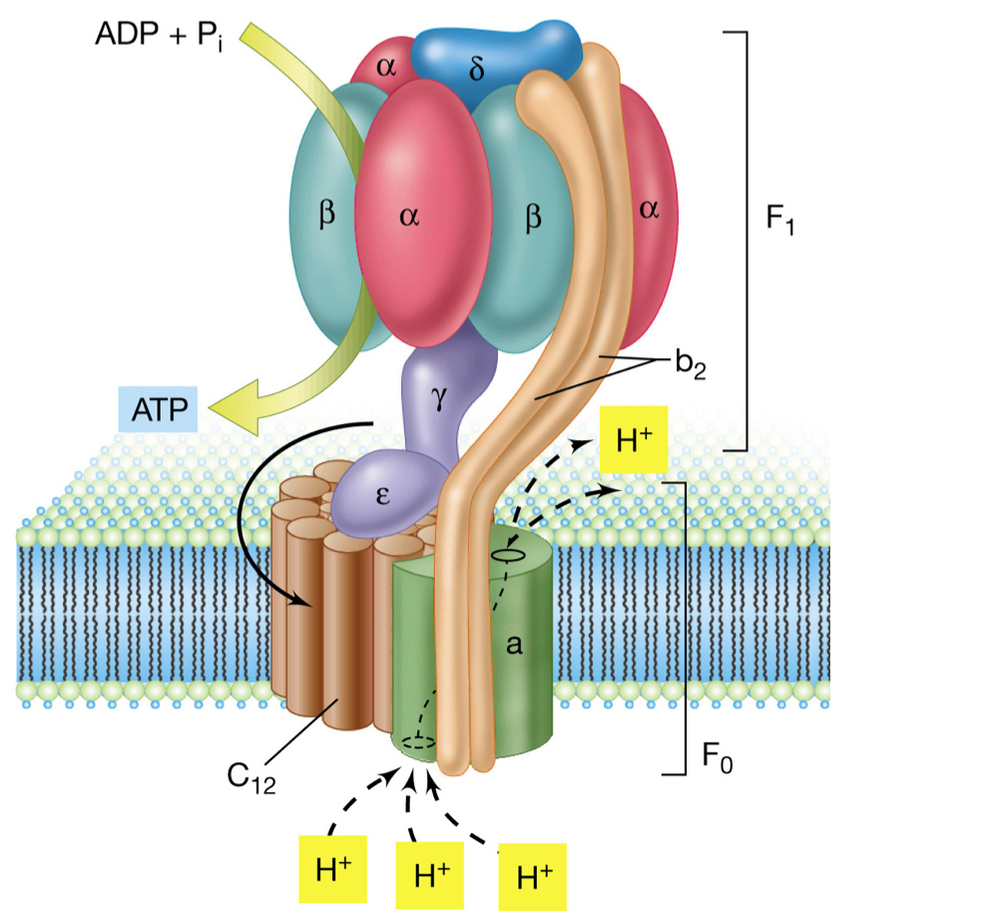 ADP + Pᵢ
α
δ
β
α
β
α
F₁
b₂
γ
ATP
H⁺
ε
a
F₀
C₁₂
H⁺
H⁺
H⁺